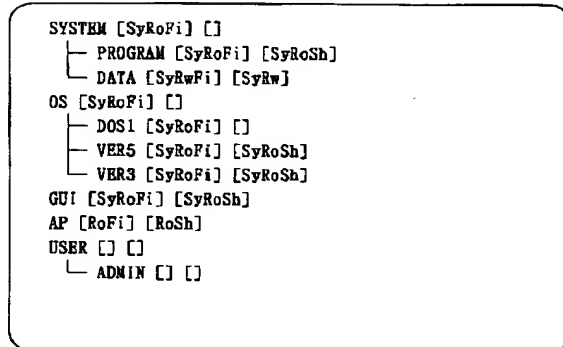 SYSTEM [SyRoFi] []
PROGRAM [SyRoFi] [SyRoSh]
DATA [SyRwFi] [SyRw]
OS [SyRoFi] []
DOS1 [SyRoFi] []
VER5 [SyRoFi] [SyRoSh]
VER3 [SyRoFi] [SyRoSh]
GUI [SyRoFi] [SyRoSh]
AP [RoFi] [RoSh]
USER [] []
ADMIN [] []